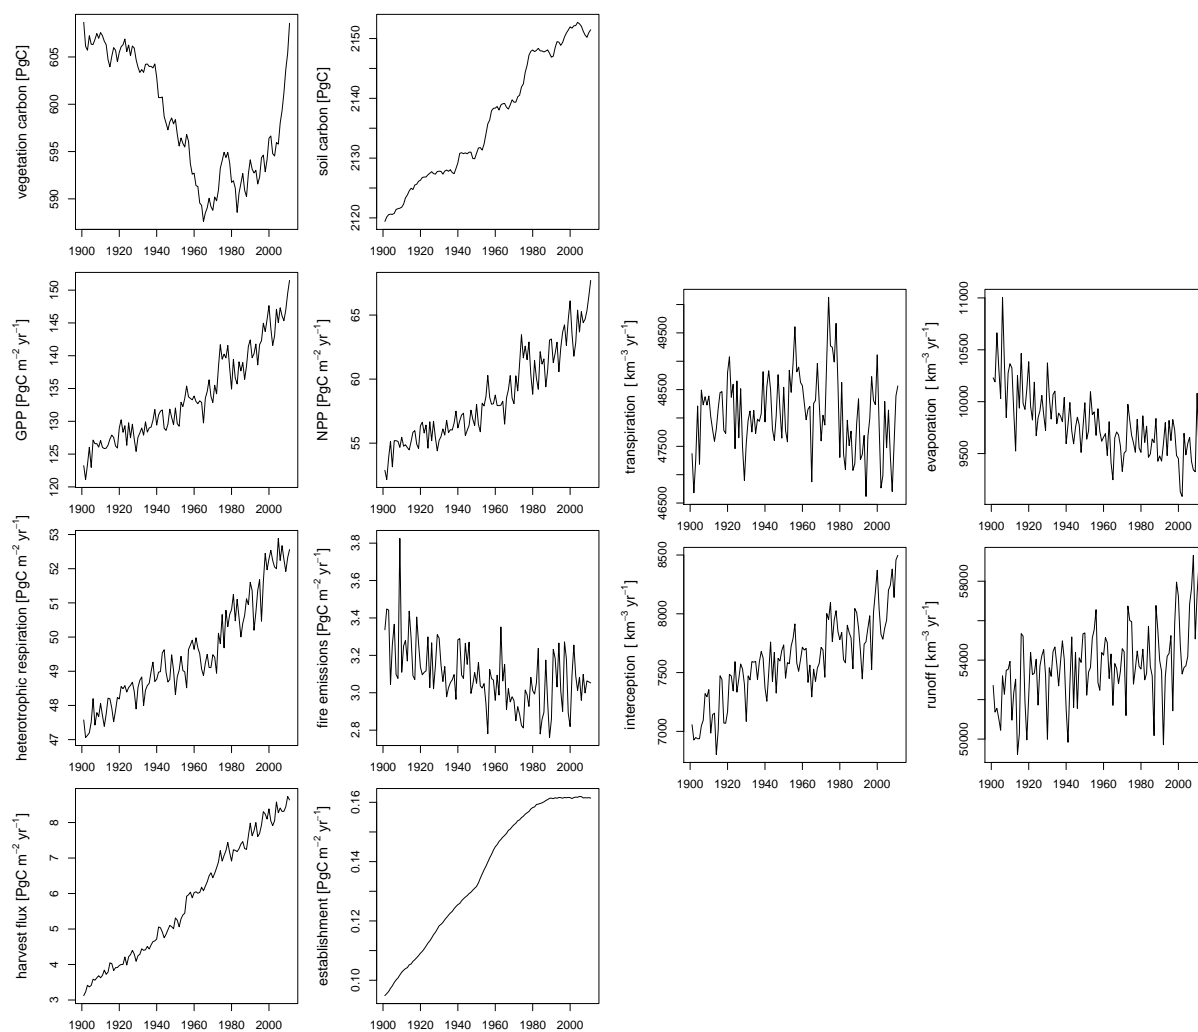 vegetation carbon [PgC]
590 595 600 605
1900 1920 1940 1960 1980 2000
soil carbon [PgC]
2120 2130 2140 2150
1900 1920 1940 1960 1980 2000
GPP [PgC m−2 yr−1]
120 125 130 135 140 145 150
1900 1920 1940 1960 1980 2000
NPP [PgC m−2 yr−1]
55 60 65
1900 1920 1940 1960 1980 2000
transpiration [ km−3 yr−1]
46500 47500 48500 49500
1900 1920 1940 1960 1980 2000
evaporation [ km−3 yr−1]
9500 10000 10500 11000
1900 1920 1940 1960 1980 2000
heterotrophic respiration [PgC m−2 yr−1]
47 48 49 50 51 52 53
1900 1920 1940 1960 1980 2000
fire emissions [PgC m−2 yr−1]
2.8 3.0 3.2 3.4 3.6 3.8
1900 1920 1940 1960 1980 2000
interception [ km−3 yr−1]
7000 7500 8000 8500
1900 1920 1940 1960 1980 2000
runoff [ km−3 yr−1]
50000 54000 58000
1900 1920 1940 1960 1980 2000
harvest flux [PgC m−2 yr−1]
3 4 5 6 7 8
1900 1920 1940 1960 1980 2000
establishment [PgC m−2 yr−1]
0.10 0.12 0.14 0.16
1900 1920 1940 1960 1980 2000